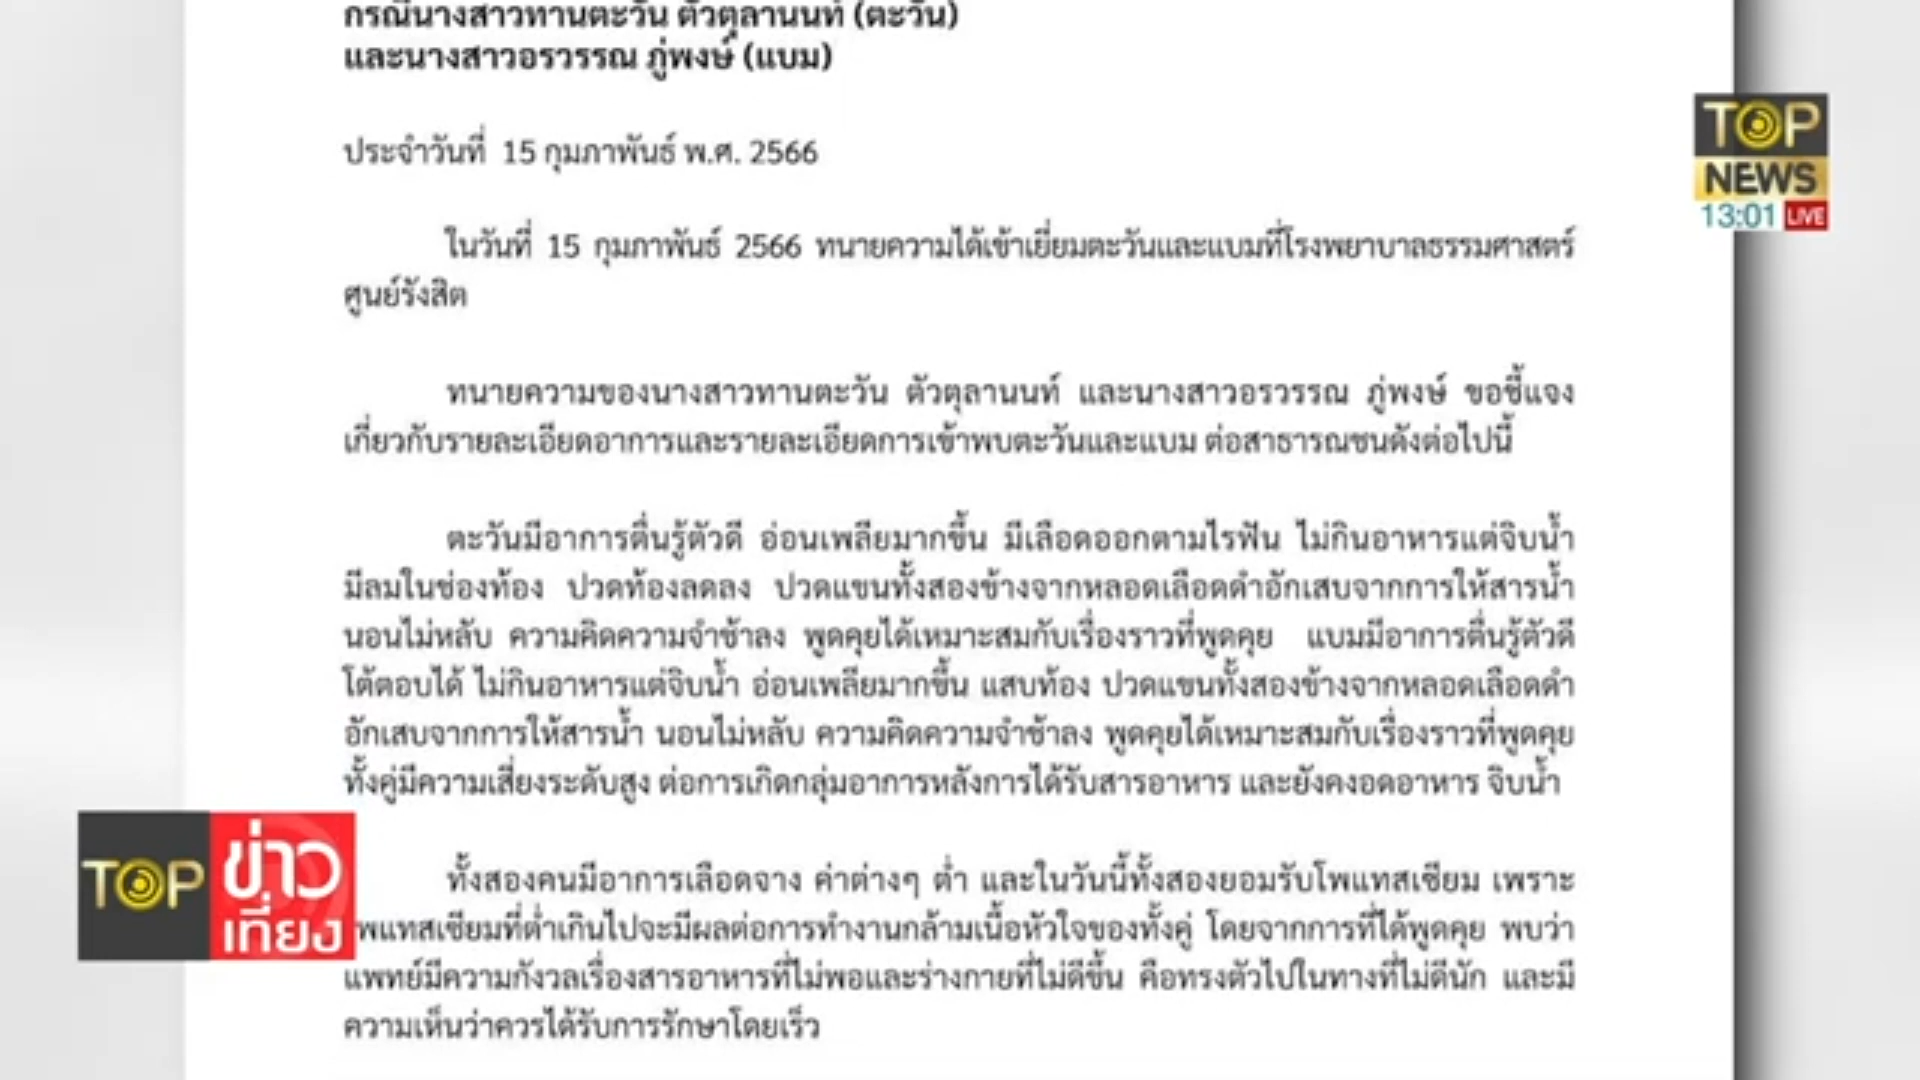 กรณีนางสาวทานตะวัน ตัวตุลานนท์ (ตะวัน)
และนางสาวอรวรรณ ภู่พงษ์ (แบม)
ประจำวันที่ 15 กุมภาพันธ์ พ.ศ. 2566
TOP
NEWS
13:01 LIVE
ในวันที่ 15 กุมภาพันธ์ 2566 ทนายความได้เข้าเยี่ยมตะวันและแบมที่โรงพยาบาลธรรมศาสตร์
ศูนย์รังสิต
ทนายความของนางสาวทานตะวัน ตัวตุลานนท์ และนางสาวอรวรรณ ภู่พงษ์ ขอชี้แจง
เกี่ยวกับรายละเอียดอาการและรายละเอียดการเข้าพบตะวันและแบม ต่อสาธารณชนดังต่อไปนี้
ตะวันมีอาการตื่นรู้ตัวดี อ่อนเพลียมากขึ้น มีเลือดออกตามไรฟัน ไม่กินอาหารแต่จิบน้ำ
มีลมในช่องท้อง ปวดท้องลดลง ปวดแขนทั้งสองข้างจากหลอดเลือดดำอักเสบจากการให้สารน้ำ
นอนไม่หลับ ความคิดความจำช้าลง พูดคุยได้เหมาะสมกับเรื่องราวที่พูดคุย แบมมีอาการตื่นรู้ตัวดี
โต้ตอบได้ ไม่กินอาหารแต่จิบน้ำ อ่อนเพลียมากขึ้น แสบท้อง ปวดแขนทั้งสองข้างจากหลอดเลือดดำ
อักเสบจากการให้สารน้ำ นอนไม่หลับ ความคิดความจำช้าลง พูดคุยได้เหมาะสมกับเรื่องราวที่พูดคุย
ทั้งคู่มีความเสี่ยงระดับสูง ต่อการเกิดกลุ่มอาการหลังการได้รับสารอาหาร และยังคงอดอาหาร จิบน้ำ
ทั้งสองคนมีอาการเลือดจาง ค่าต่างๆ ต่ำ และในวันนี้ทั้งสองยอมรับโพแทสเซียม เพราะ
พแทสเซียมที่ต่ำเกินไปจะมีผลต่อการทำงานกล้ามเนื้อหัวใจของทั้งคู่ โดยจากการที่ได้พูดคุย พบว่า
แพทย์มีความกังวลเรื่องสารอาหารที่ไม่พอและร่างกายที่ไม่ดีขึ้น คือทรงตัวไปในทางที่ไม่ดีนัก และมี
ความเห็นว่าควรได้รับการรักษาโดยเร็ว
TOP ข่าว
เที่ยง